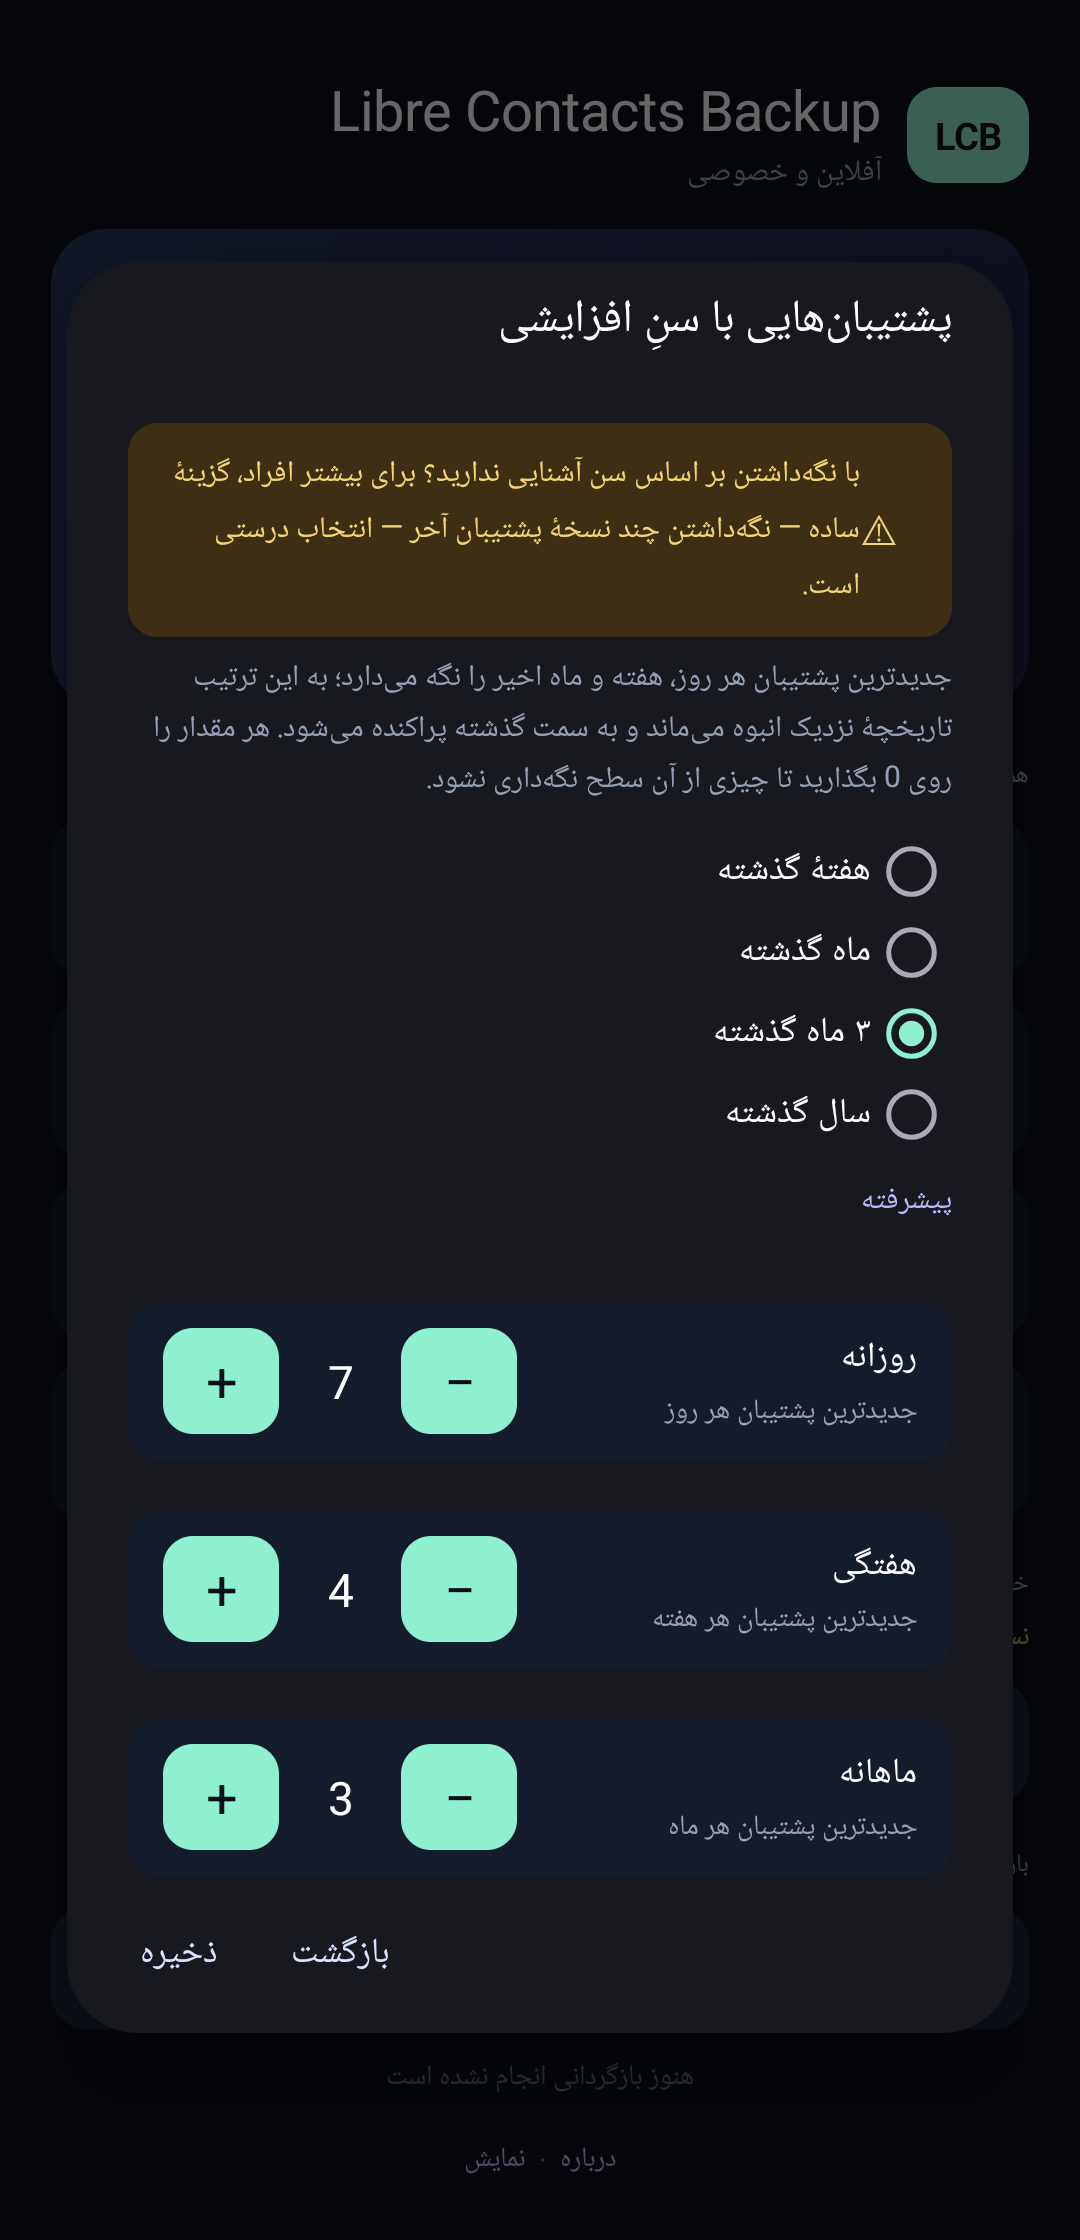 Libre Contacts Backup
LCB
آفلاین و خصوصی
پشتیبان‌هایی با سنِ افزایشی
با نگه‌داشتن بر اساس سن آشنایی ندارید؟ برای بیشتر افراد، گزینهٔ
⚠ ساده — نگه‌داشتن چند نسخهٔ پشتیبان آخر — انتخاب درستی
است.
جدیدترین پشتیبان هر روز، هفته و ماه اخیر را نگه می‌دارد؛ به این ترتیب
تاریخچهٔ نزدیک انبوه می‌ماند و به سمت گذشته پراکنده می‌شود. هر مقدار را
روی 0 بگذارید تا چیزی از آن سطح نگه‌داری نشود.
هفتهٔ گذشته
ماه گذشته
۳ ماه گذشته
سال گذشته
پیشرفته
روزانه
جدیدترین پشتیبان هر روز
− 7 +
هفتگی
جدیدترین پشتیبان هر هفته
− 4 +
ماهانه
جدیدترین پشتیبان هر ماه
− 3 +
بازگشت
ذخیره
هنوز بازگردانی انجام نشده است
درباره · نمایش